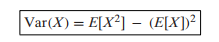 Var(X) = E[X²] − (E[X])²